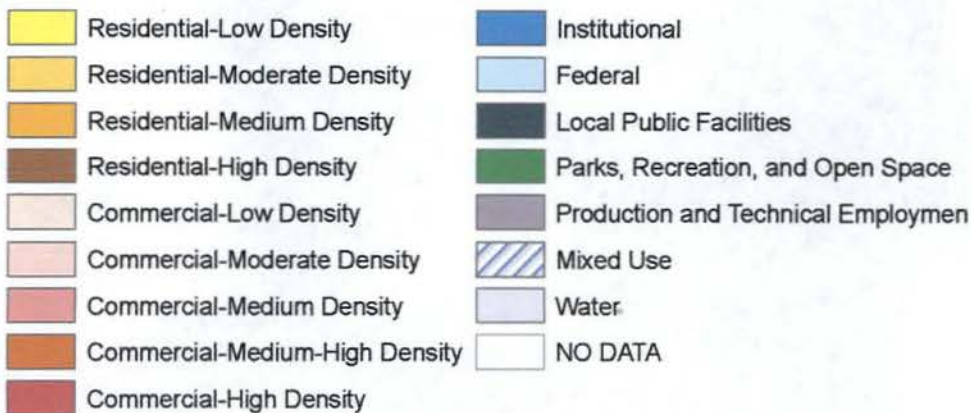 Residential-Low Density
Residential-Moderate Density
Residential-Medium Density
Residential-High Density
Commercial-Low Density
Commercial-Moderate Density
Commercial-Medium Density
Commercial-Medium-High Density
Commercial-High Density
Institutional
Federal
Local Public Facilities
Parks, Recreation, and Open Space
Production and Technical Employmen
Mixed Use
Water
NO DATA